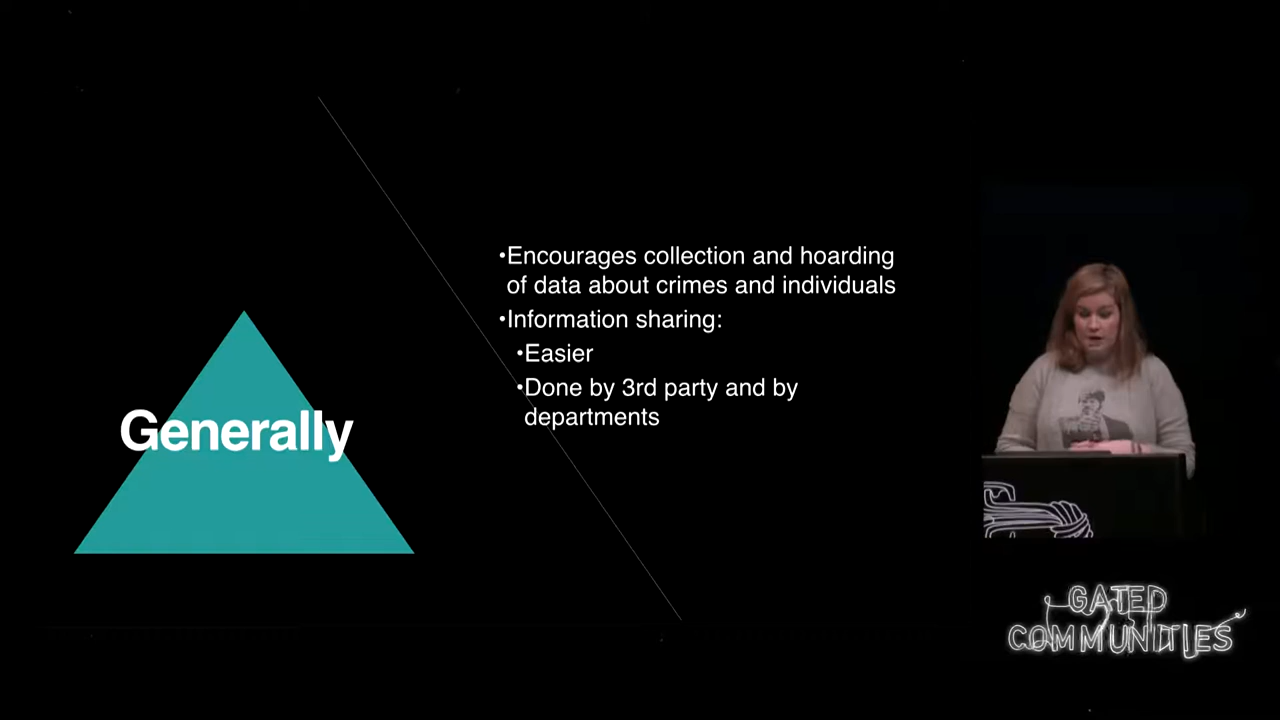 Generally
•Encourages collection and hoarding
of data about crimes and individuals
•Information sharing:
•Easier
•Done by 3rd party and by
departments
GATED
COMMUNITIES